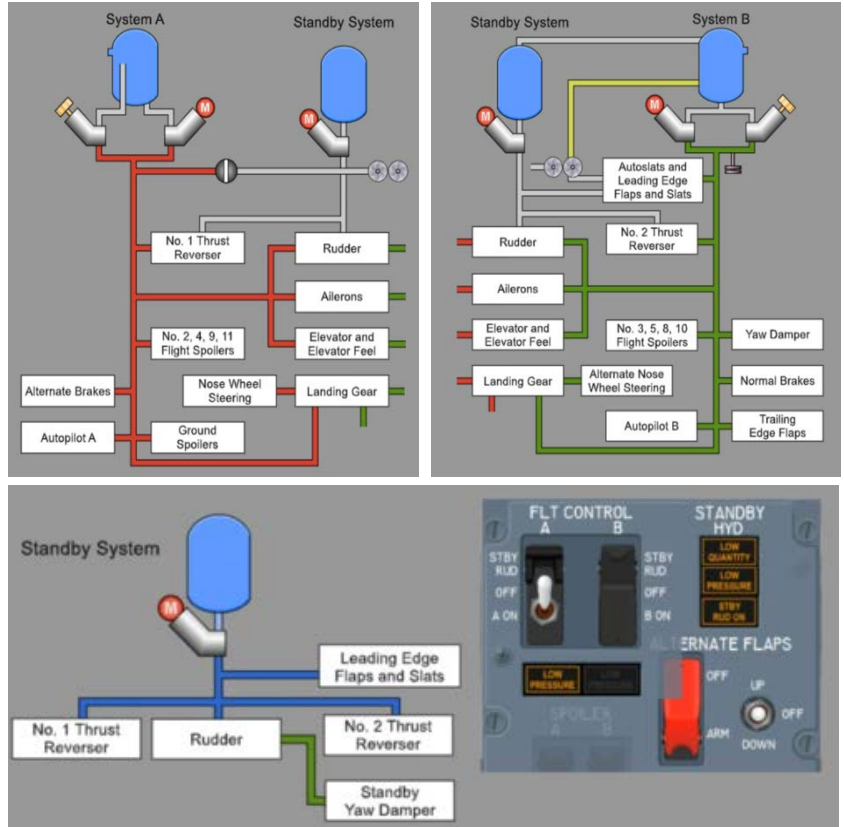 System A
Standby System
M
M
No. 1 Thrust
Reverser
Rudder
Ailerons
No. 2, 4, 9, 11
Flight Spoilers
Elevator and
Elevator Feel
Alternate Brakes
Nose Wheel
Steering
Landing Gear
Autopilot A
Ground
Spoilers
Standby System
System B
M
M
Autoslats and
Leading Edge
Flaps and Slats
Rudder
No. 2 Thrust
Reverser
Ailerons
Elevator and
Elevator Feel
No. 3, 5, 8, 10
Flight Spoilers
Yaw Damper
Landing Gear
Alternate Nose
Wheel Steering
Normal Brakes
Autopilot B
Trailing
Edge Flaps
Standby System
M
Leading Edge
Flaps and Slats
No. 1 Thrust
Reverser
Rudder
No. 2 Thrust
Reverser
Standby
Yaw Damper
FLT CONTROL
A B
STANDBY
HYD
STBY
RUD
OFF
A ON
STBY
RUD
OFF
B ON
LOW
QUANTITY
LOW
PRESSURE
STBY
RUD ON
ALTERNATE FLAPS
LOW
PRESSURE
LOW
PRESSURE
SPOILER
A B
OFF
ARM
UP
OFF
DOWN